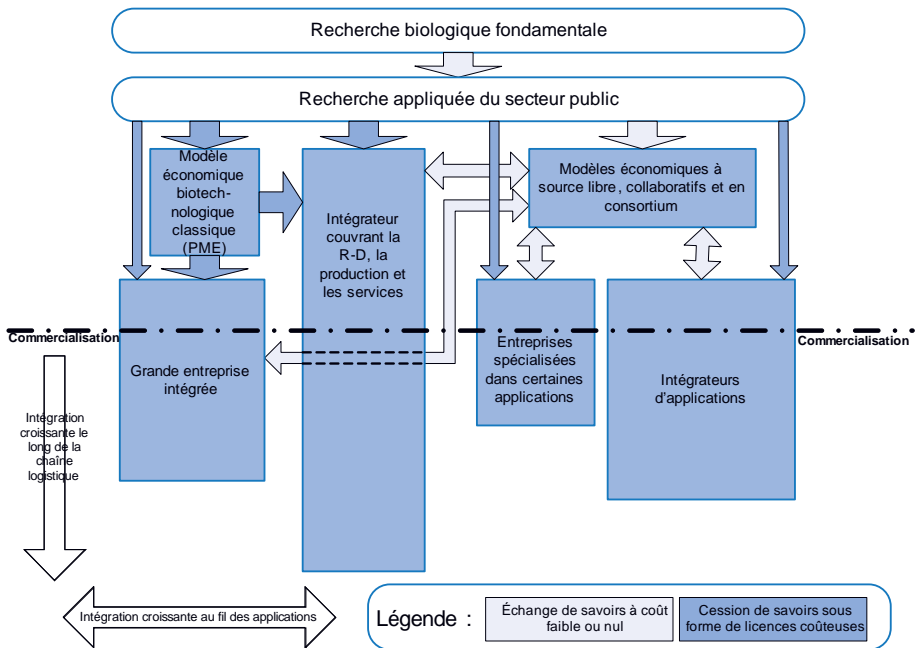 Recherche biologique fondamentale
Recherche appliquée du secteur public
Modèle
économique
biotech-
nologique
classique
(PME)
Intégrateur
couvrant la
R-D, la
production et
les services
Modèles économiques à
source libre, collaboratifs et en
consortium
Commercialisation
Commercialisation
Grande entreprise
intégrée
Entreprises
spécialisées
dans certaines
applications
Intégrateurs
d'applications
Intégration
croissante le
long de la
chaîne
logistique
Intégration croissante au fil des applications
Légende :
Échange de savoirs à coût
faible ou nul
Cession de savoirs sous
forme de licences coûteuses